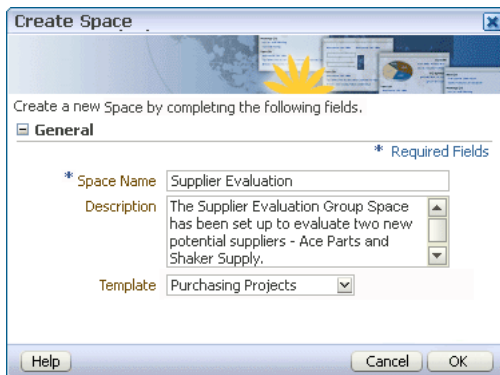 Create Space
Create a new Space by completing the following fields.
General
* Required Fields
* Space Name Supplier Evaluation
Description The Supplier Evaluation Group Space
has been set up to evaluate two new
potential suppliers - Ace Parts and
Shaker Supply.
Template Purchasing Projects
Help Cancel OK